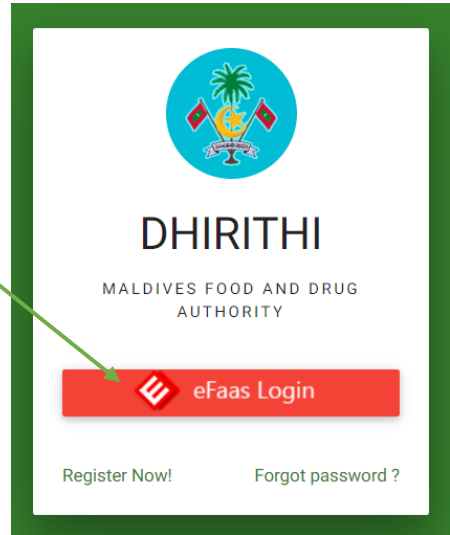 DHIRITHI
MALDIVES FOOD AND DRUG
AUTHORITY
eFaas Login
Register Now!
Forgot password ?